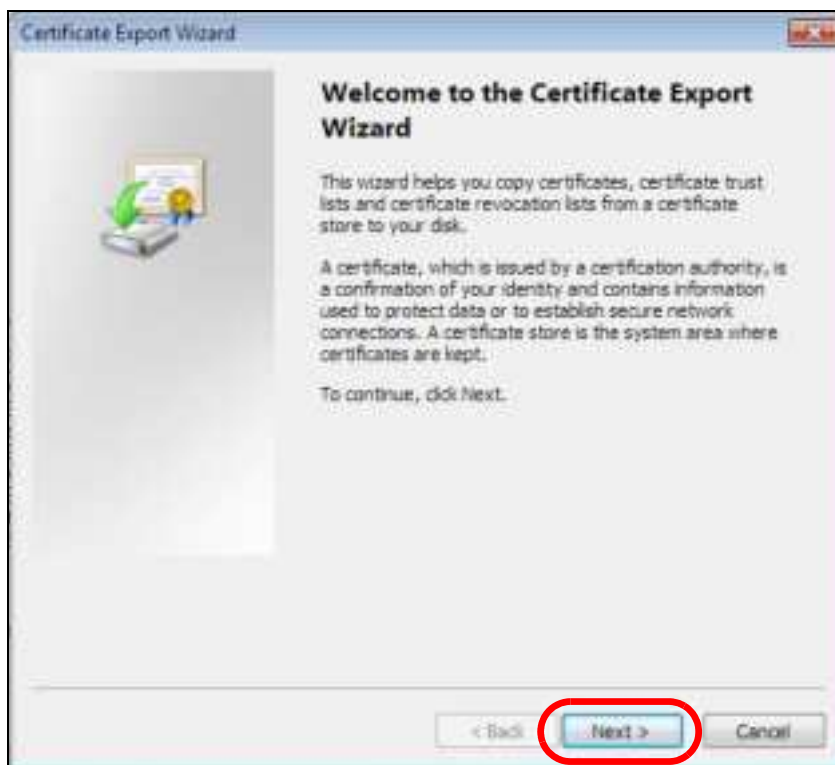 Certificate Export Wizard
Welcome to the Certificate Export
Wizard
This wizard helps you copy certificates, certificate trust
lists and certificate revocation lists from a certificate
store to your disk.
A certificate, which is issued by a certification authority, is
a confirmation of your identity and contains information
used to protect data or to establish secure network
connections. A certificate store is the system area where
certificates are kept.
To continue, click Next.
< Back
Next >
Cancel